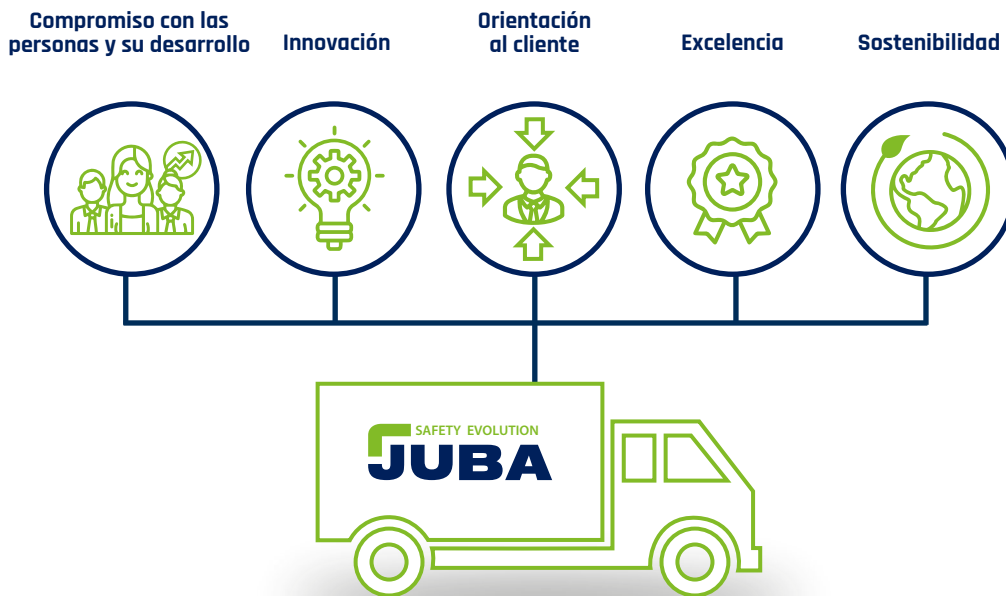 Compromiso con las
personas y su desarrollo
Innovación
Orientación
al cliente
Excelencia
Sostenibilidad
SAFETY EVOLUTION
JUBA